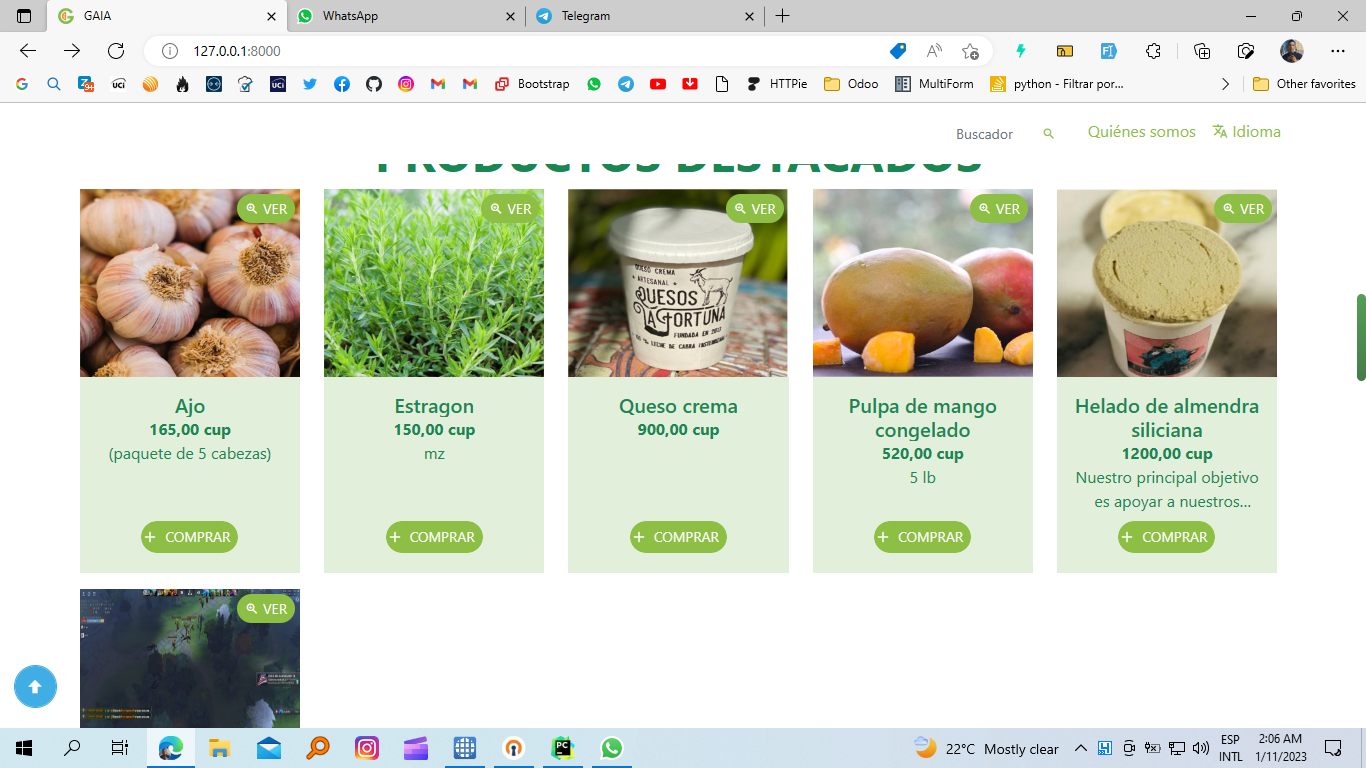 GAIA
WhatsApp
Telegram
127.0.0.1:8000
Bootstrap
HTTPie
Odoo
MultiForm
python - Filtrar por...
Other favorites
Buscador
Quiénes somos
Idioma
PRODUCTOS DESTACADOS
VER
VER
VER
VER
VER
QUESO CREMA
ARTESANAL
QUESOS
LA FORTUNA
FUNDADA EN 2013
Ajo
165,00 cup
(paquete de 5 cabezas)
+ COMPRAR
Estragon
150,00 cup
mz
+ COMPRAR
Queso crema
900,00 cup
+ COMPRAR
Pulpa de mango
congelado
520,00 cup
5 lb
+ COMPRAR
Helado de almendra
siliciana
1200,00 cup
Nuestro principal objetivo
es apoyar a nuestros...
+ COMPRAR
VER
22°C Mostly clear
ESP
INTL
2:06 AM
1/11/2023